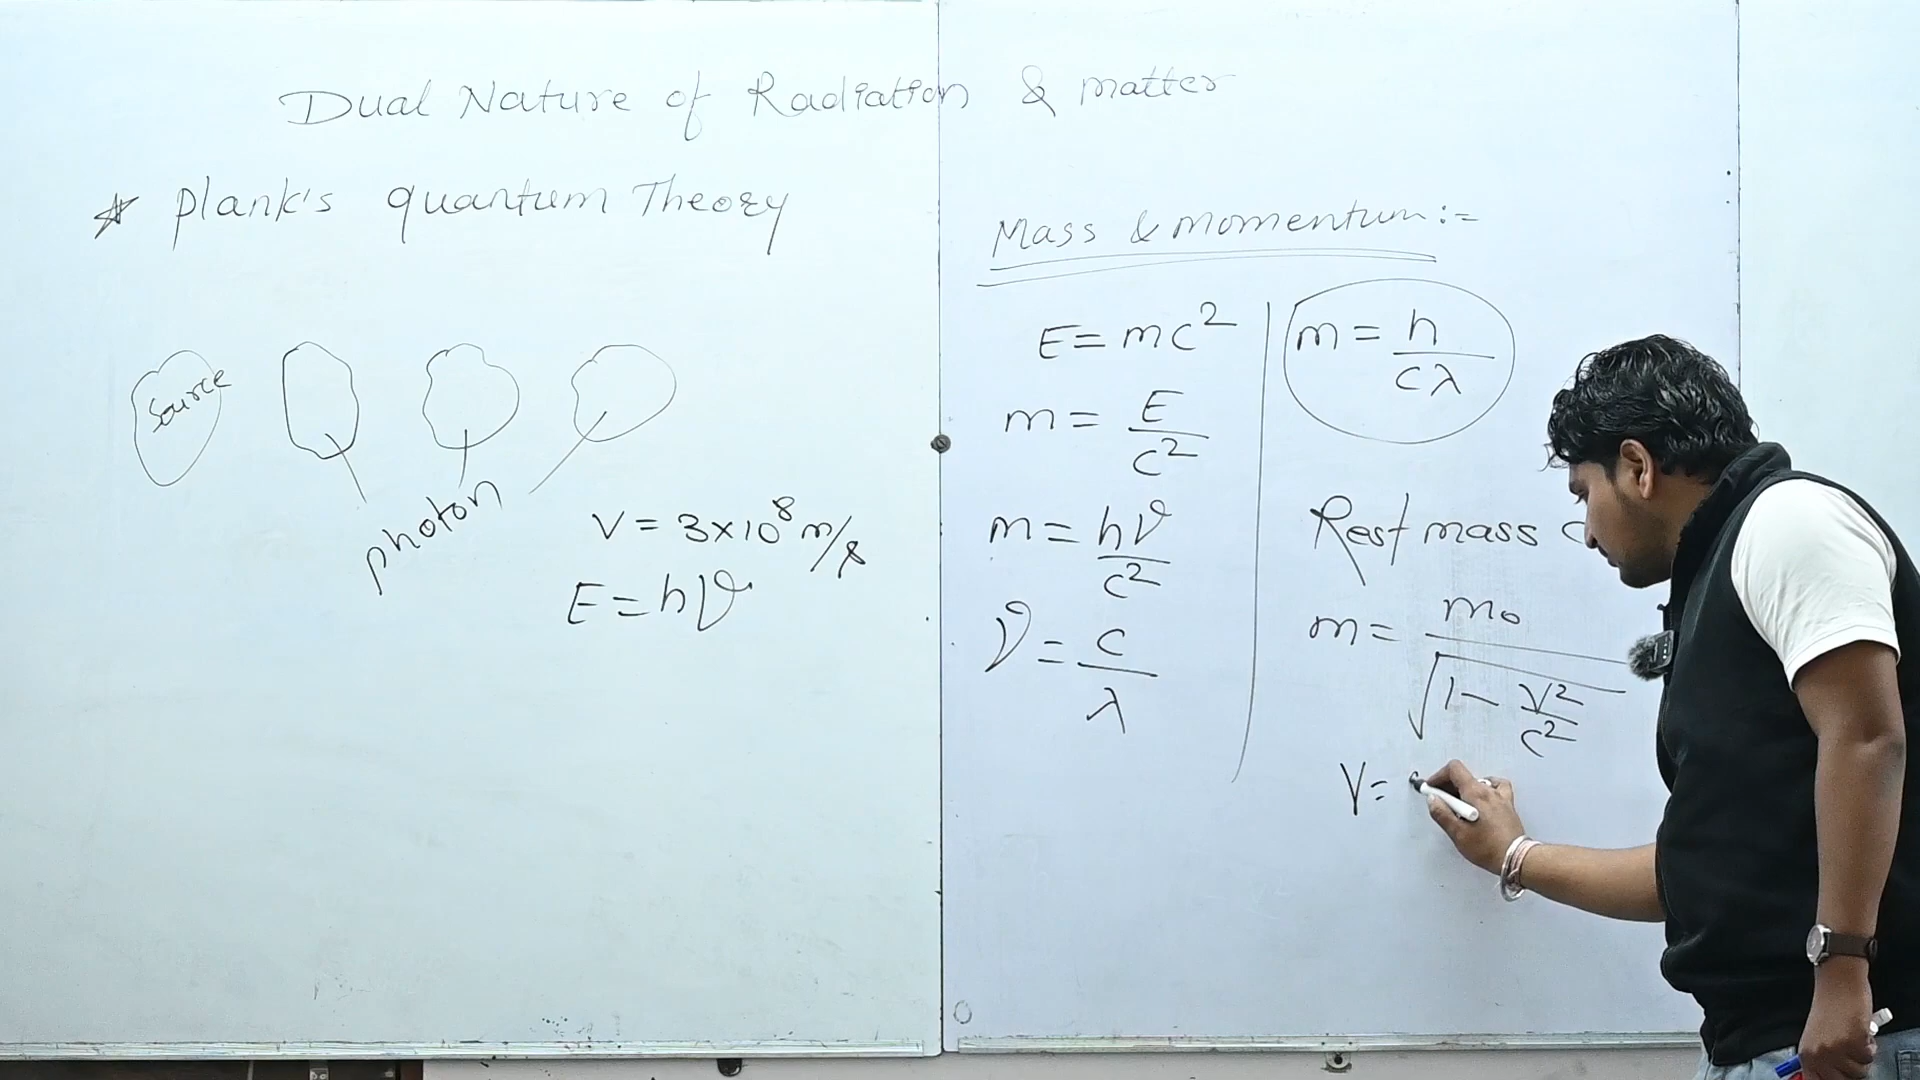 Dual Nature of Radiation & matter
* Plank's quantum Theory
Source
photon
V = 3×10⁸ m/s
E = hν
Mass & momentum :=
E = mc²
m = E/c²
m = hν/c²
ν = c/λ
m = h/cλ
Rest mass
m = m₀/√(1 - V²/c²)
V =